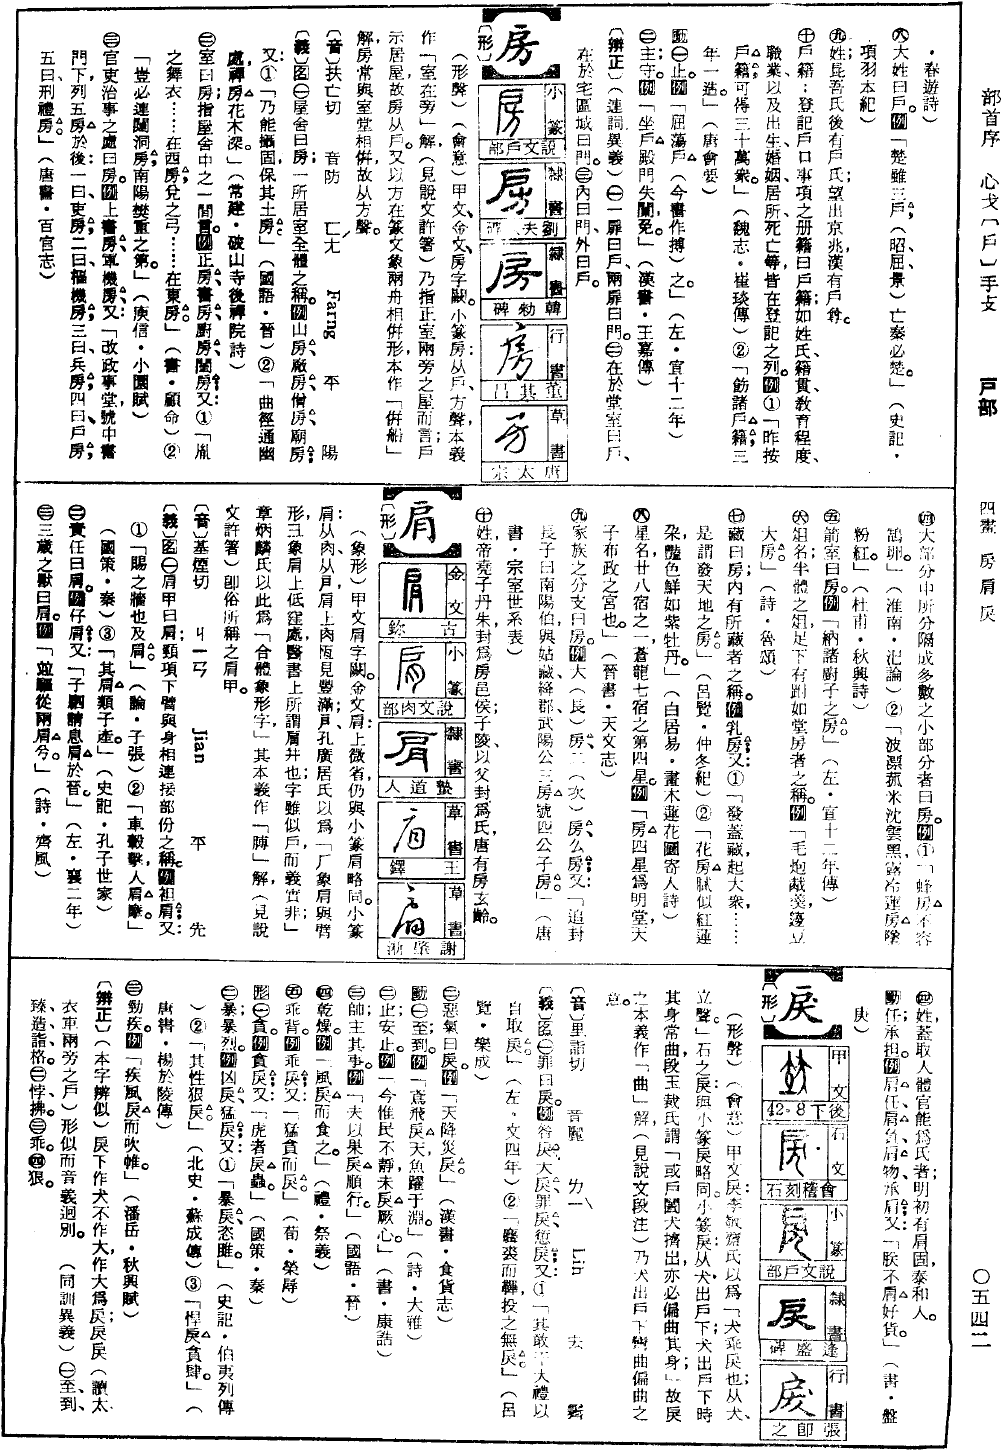 部首序　心戈〔戶〕手攴　戶部　四畫　房肩戾　〇五四二
‧春遊詩）
㈧大姓曰戶。例「楚雖三戶（昭屈景）亡秦必楚。」（史記‧
項羽本紀）
㈨姓昆吾氏後有戶氏望出京兆漢有戶尊。
㈩戶籍：登記戶口事項之册籍曰戶籍如姓氏籍貫敎育程度、
職業以及出生婚姻居所死亡等皆在登記之列。例①「昨按
戶籍可得三十萬衆。」（魏志‧崔琰傳）②「飭諸戶籍三
年一造。」（唐會要）
動㈠止。例「屈蕩戶（今書作搏）之。」（左‧宣十二年）
㈡主守。例「坐戶殿門失闌免。」（漢書‧王嘉傳）
〔辨正〕（連詞異義）㈠一扉曰戶、兩扉曰門。㈡在於堂室曰戶、
在於宅區域曰門。㈢內曰門外曰戶。
房
〔形〕
小篆　說文戶部
隸書　劉夫人碑
隸書　韓勑碑
行書　董其昌
草書　唐太宗
（形聲）（會意）甲文、金文房字闕。小篆房：从戶方聲本義
作「室在旁」解（見說文許箸）乃指正室兩旁之屋而言；戶
示居屋故房从戶。又以方在篆文象兩舟相併形本作「併船」
解房常與室堂相併故从方聲。
〔音〕扶亡切　音防　ㄈㄤˊ　Farng　平　陽
〔義〕名㈠屋舍曰房；一所居室全體之稱。例山房、廠房、僧房、廟房；
又：①「乃能攝固保其土房。」（國語‧晉）②「曲徑通幽
處禪房花木深。」（常建‧破山寺後禪院詩）
㈡室曰房；指屋舍中之一間言。例正房、書房、廚房、閨房；又①「胤
之舞衣……在西房；兌之弓……在東房。」（書‧顧命）②
「豈必連闥洞房南陽樊重之第。」（庾信‧小園賦）
㈢官吏治事之處曰房。例上書房、軍機房；又「改政事堂號中書
門下列五房於後一曰吏房；二曰樞機房；三曰兵房；四曰戶房；
五曰刑禮房。」（唐書‧百官志）
㈣大部分中所分隔成多數之小部分者曰房。例①「蜂房不容
鵠卵。」（淮南‧氾論）②「波漂菰米沈雲黑露冷蓮房墜
粉紅。」（杜甫‧秋興詩）
㈤箭室曰房。例「納諸廚子之房。」（左‧宣十二年傳）
㈥俎名半體之俎足下有跗如堂房者之稱。例「毛炰胾羹籩豆
大房。」（詩‧魯頌）
㈦藏曰房；內有所藏者之稱。例乳房；又①「發蓋藏起大衆……
是謂發天地之房。」（呂覽‧仲冬紀）②「花房膩似紅蓮
朶艷色鮮如紫牡丹。」（白居易‧畫木蓮花圖寄人詩）
㈧星名廿八宿之一蒼龍七宿之第四星。例「房四星爲明堂天
子布政之宮也。」（晉書‧天文志）
㈨家族之分支曰房。例大（長）房、二（次）房、么房；又「追封
長子曰南陽伯與姑臧絳郡武陽公三房號四公子房。」（唐
書‧宗室世系表）
㈩姓帝堯子丹朱封爲房邑侯子陵以父封爲氏唐有房玄齡。
肩
〔形〕
金文　古鉥
小篆　說文肉部
隸書　螫道人
草書　王鐸
草書　謝肇淛
（象形）甲文肩字闕。金文肩上微省仍與小篆肩略同。小篆
肩：从肉、从戶肩上肉恆見豐滿戶孔廣居氏以爲「厂象肩與臂
形彐象肩上低窪處醫書上所謂肩井也；字雖似戶而義實非；」
章炳麟氏以此爲「合體象形字」其本義作「髆」解（見說
文許箸）卽俗所稱之肩甲。
〔音〕基煙切　ㄐㄧㄢ　Jian　平　先
〔義〕名㈠肩甲曰肩；頸項下臂與身相連接部份之稱。例袒肩；又：
①「賜之牆也及肩。」（論‧子張）②「車轂擊人肩摩」
（國策‧秦）③「其肩類子產。」（史記‧孔子世家）
㈡責任曰肩。例仔肩；又：「子駟請息肩於晉。」（左‧襄二年）
㈢三歲之獸曰肩。例「並驅從兩肩兮。」（詩‧齊風）
㈣姓蓋取人體官能爲氏者；明初有肩固泰和人。
動任承担。例肩任、肩負、肩物、承肩；又「朕不肩好貨。」（書‧盤
庚）
戾
〔形〕
甲文　後下42‧8
石文　會稽刻石
小篆　說文戶部
隸書　逢盛碑
行書　張卽之
（形聲）（會意）甲文戾：李敬齋氏以爲「犬乖戾也从犬、
立聲。」石之戾與小篆戾略同。小篆戾：从犬出戶下犬出戶下時
其身常曲段玉裁氏謂「或戶闔犬擠出亦必偏曲其身；」故戾
之本義作「曲」解（見說文段注）乃犬出戶下彎曲偏曲之
意。
〔音〕里詣切　音麗　ㄌㄧˋ　Lih　去　霽
〔義〕名㈠罪曰戾。例咎戾、大戾、罪戾、愆戾；又①「其敢干大禮以
自取戾。」（左‧文四年）②「麛裘而韠投之無戾。」（呂
覽‧樂成）
㈡惡氣曰戾。例「天降災戾。」（漢書‧食貨志）
動㈠至到。例「鳶飛戾天魚躍于淵。」（詩‧大雅）
㈡止安止。例「今惟民不靜未戾厥心。」（書‧康誥）
㈢帥主其事。例「夫以果戾順行。」（國語‧晉）
㈣乾燥。例「風戾而食之。」（禮‧祭義）
㈤乖背。例乖戾；又「猛貪而戾」（荀‧榮辱）
形㈠貪。例貪戾；又「虎者戾蟲。」（國策‧秦）
㈡暴暴烈。例凶戾、猛戾；又①「暴戾恣睢。」（史記‧伯夷列傳
）②「其性狠戾。」（北史‧蘇威傳）③「悍戾貪肆。」（
唐書‧楊於陵傳）
㈢勁疾。例「疾風戾而吹帷。」（潘岳‧秋興賦）
〔辨正〕（本字辨似）戾下作犬不作大作大爲戾戾戾（讀太
衣車兩旁之戶）形似而音義迥別。　（同訓異義）㈠至、到、
臻、造、詣、格。㈡悖、拂。㈢乖。㈣狠。